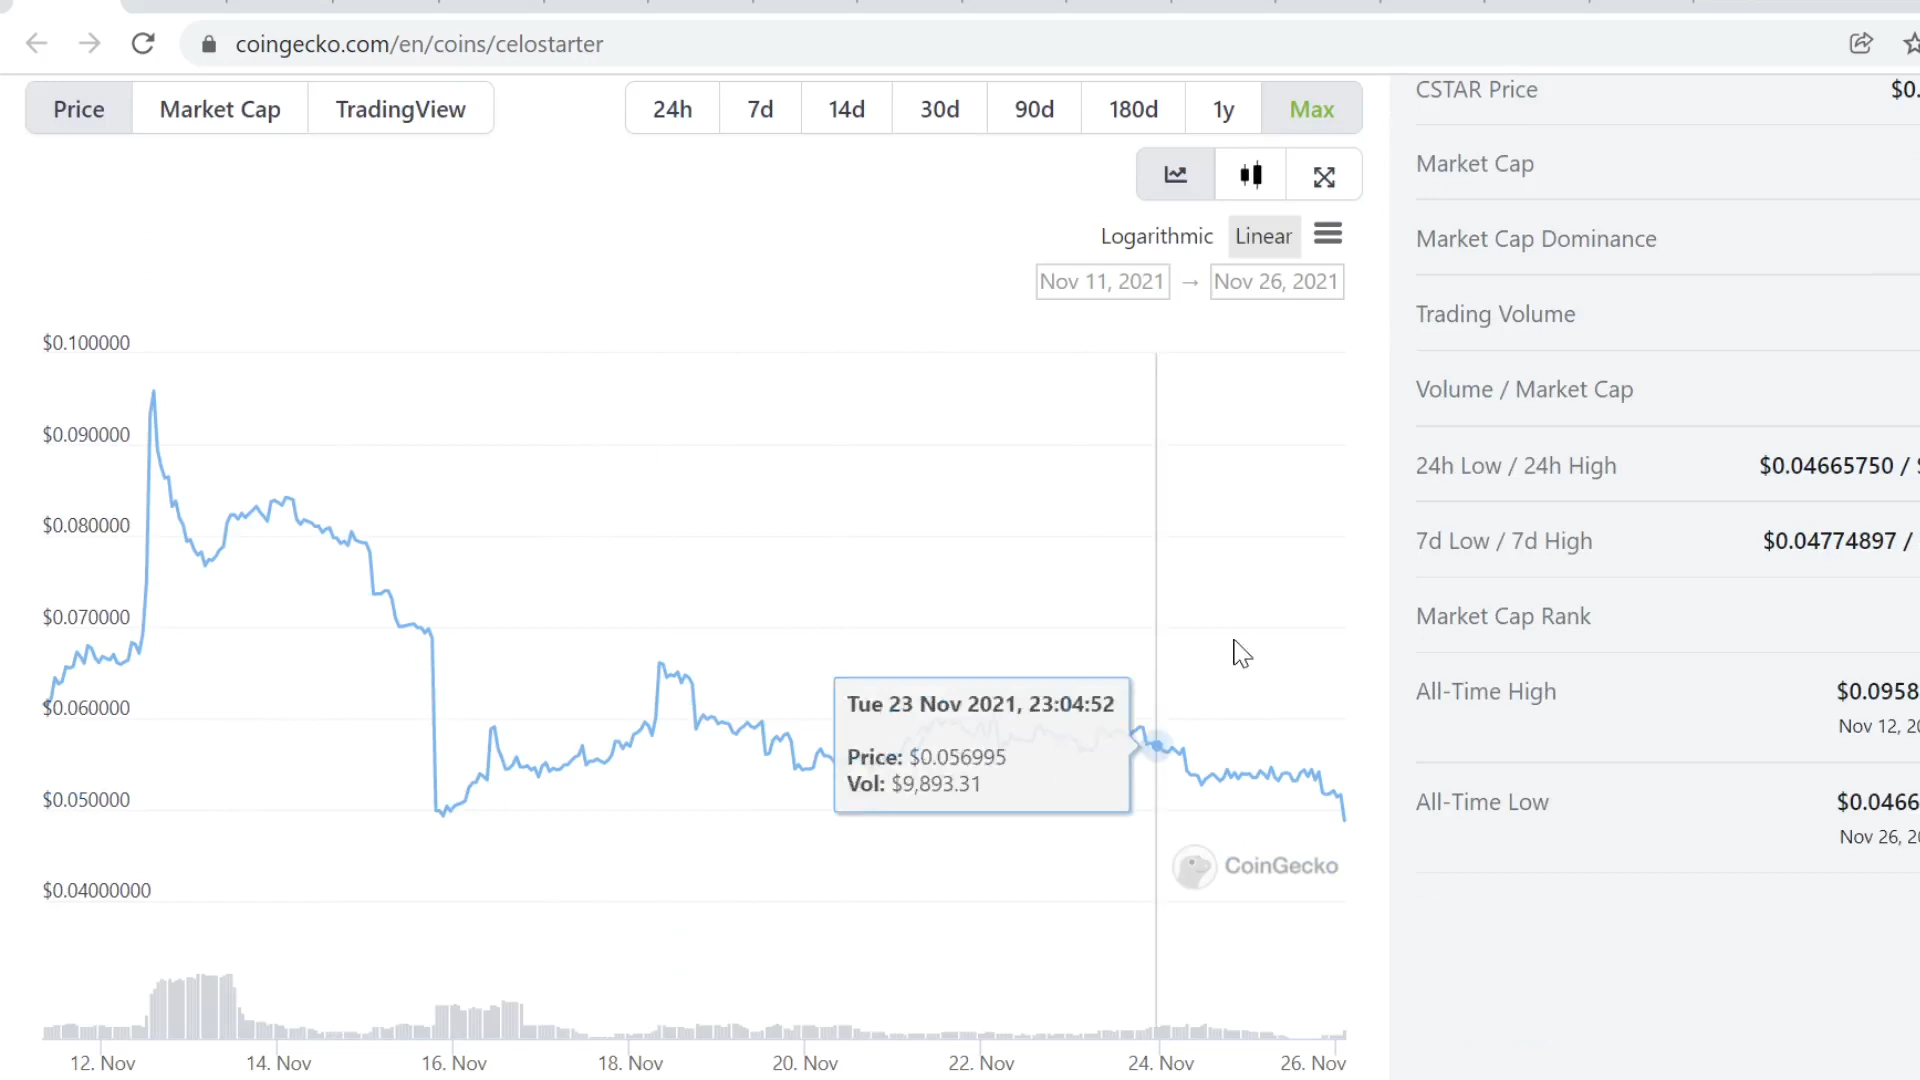 coingecko.com/en/coins/celostarter
Price Market Cap TradingView 24h 7d 14d 30d 90d 180d 1y Max
Logarithmic Linear
Nov 11, 2021 → Nov 26, 2021
$0.100000
$0.090000
$0.080000
$0.070000
$0.060000
$0.050000
$0.04000000
Tue 23 Nov 2021, 23:04:52
Price: $0.056995
Vol: $9,893.31
CoinGecko
12. Nov 14. Nov 16. Nov 18. Nov 20. Nov 22. Nov 24. Nov 26. Nov
CSTAR Price $0.
Market Cap
Market Cap Dominance
Trading Volume
Volume / Market Cap
24h Low / 24h High $0.04665750 /
7d Low / 7d High $0.04774897 /
Market Cap Rank
All-Time High $0.0958
Nov 12, 20
All-Time Low $0.0466
Nov 26, 20